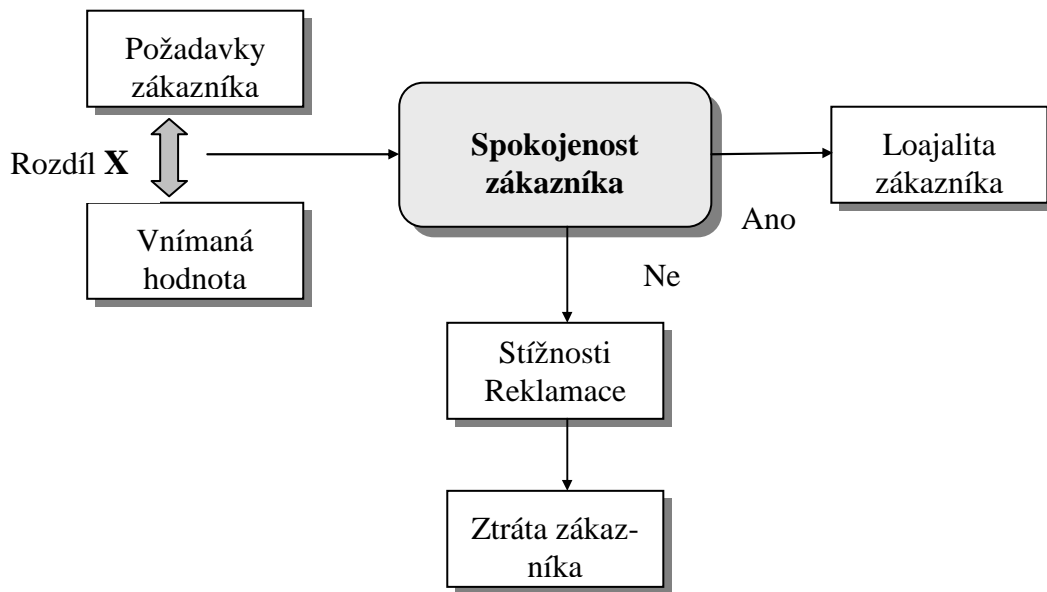 Požadavky
zákazníka
Rozdíl X
Vnímaná
hodnota
Spokojenost
zákazníka
Loajalita
zákazníka
Ano
Ne
Stížnosti
Reklamace
Ztráta zákaz-
níka